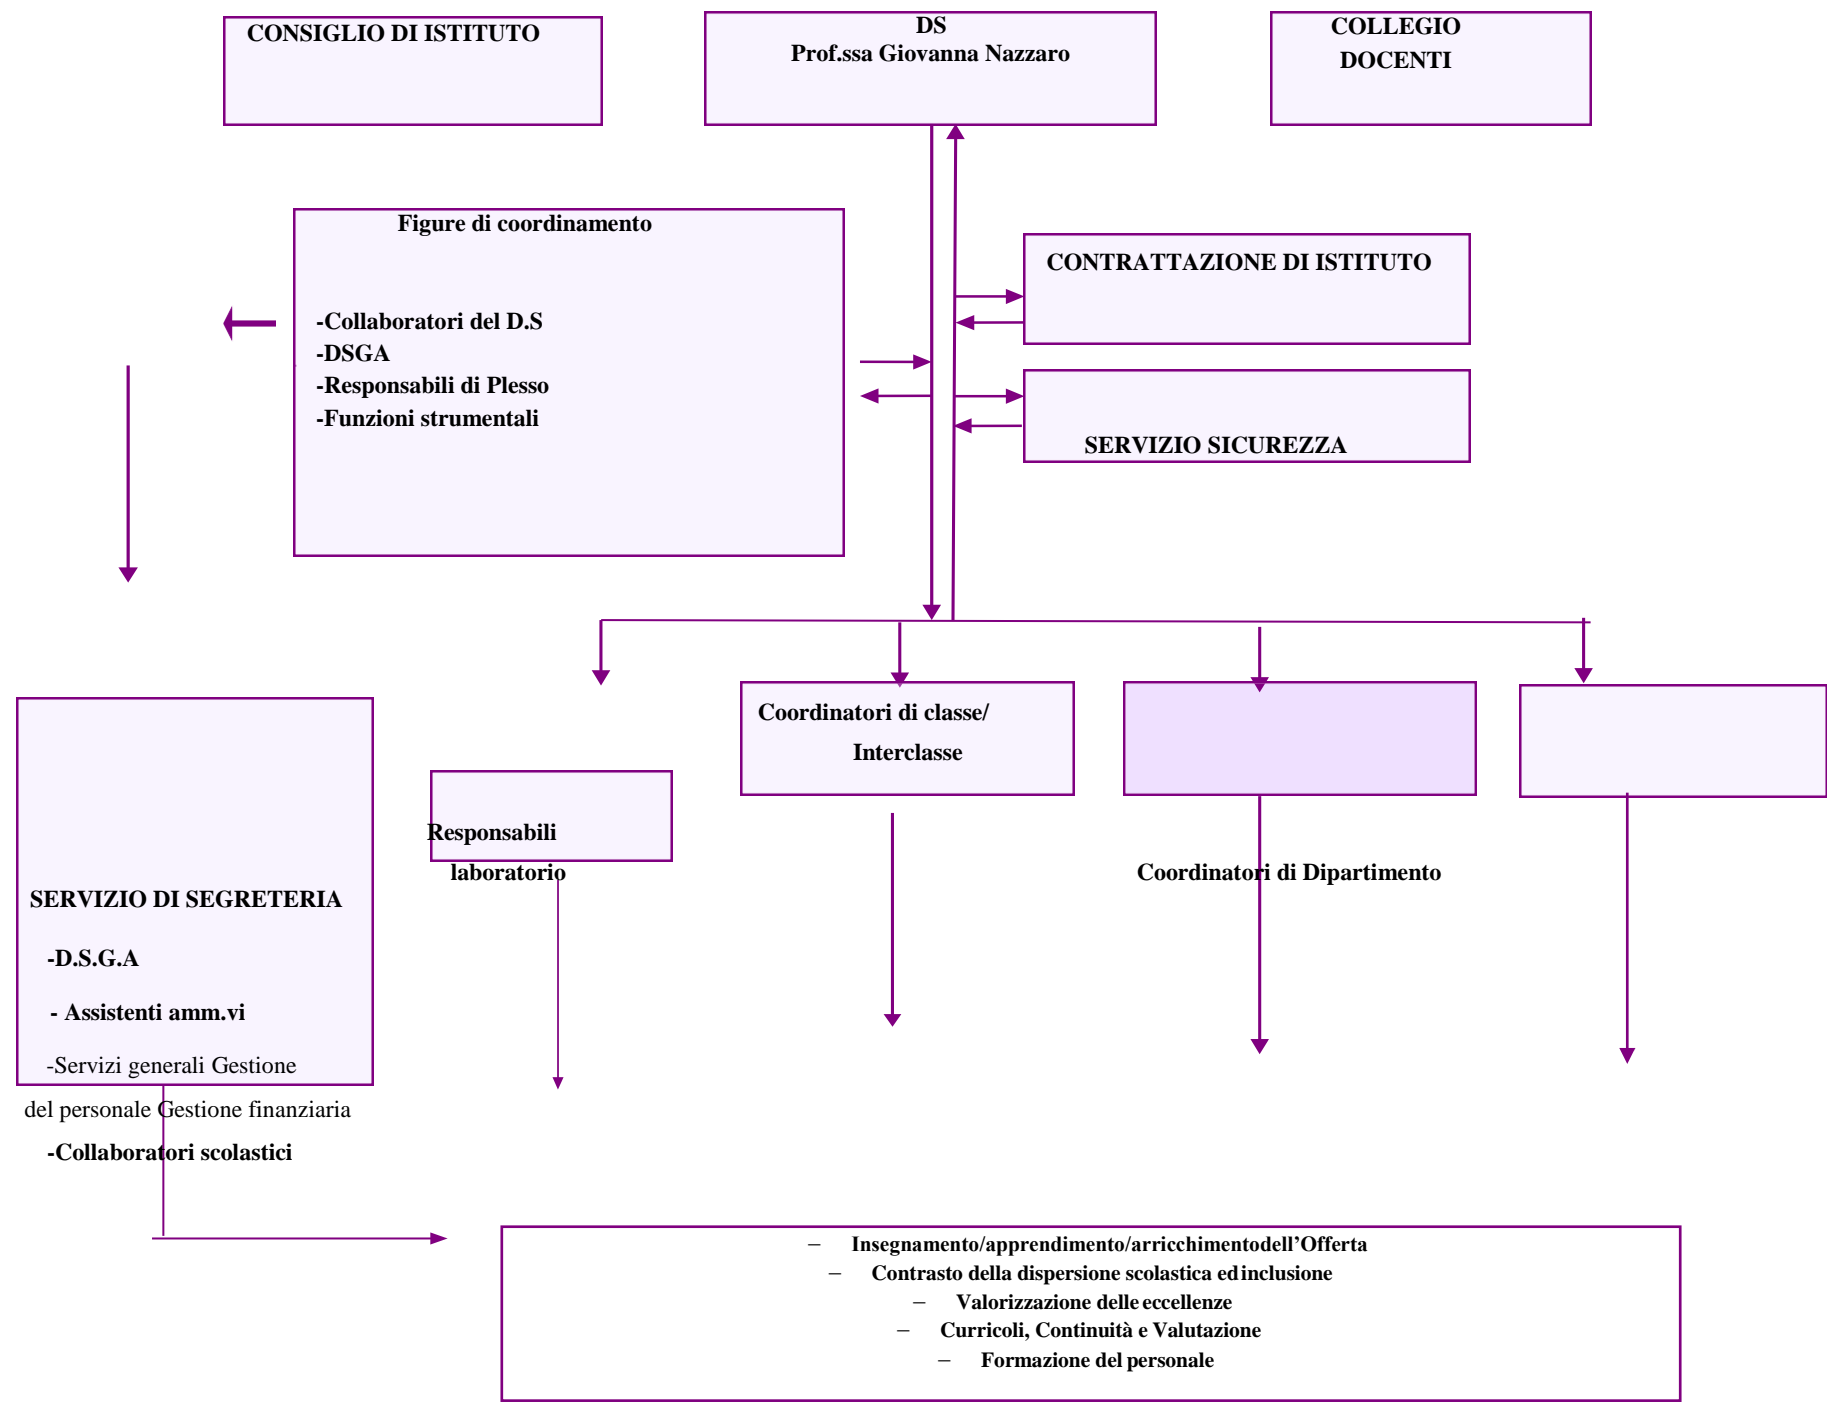 CONSIGLIO DI ISTITUTO
DS
Prof.ssa Giovanna Nazzaro
COLLEGIO
DOCENTI
Figure di coordinamento
-Collaboratori del D.S
-DSGA
-Responsabili di Plesso
-Funzioni strumentali
CONTRATTAZIONE DI ISTITUTO
SERVIZIO SICUREZZA
SERVIZIO DI SEGRETERIA
-D.S.G.A
- Assistenti amm.vi
-Servizi generali Gestione
del personale Gestione finanziaria
-Collaboratori scolastici
Responsabili
laboratorio
Coordinatori di classe/
Interclasse
Coordinatori di Dipartimento
– Insegnamento/apprendimento/arricchimentodell’Offerta
– Contrasto della dispersione scolastica edinclusione
– Valorizzazione delle eccellenze
– Curricoli, Continuità e Valutazione
– Formazione del personale